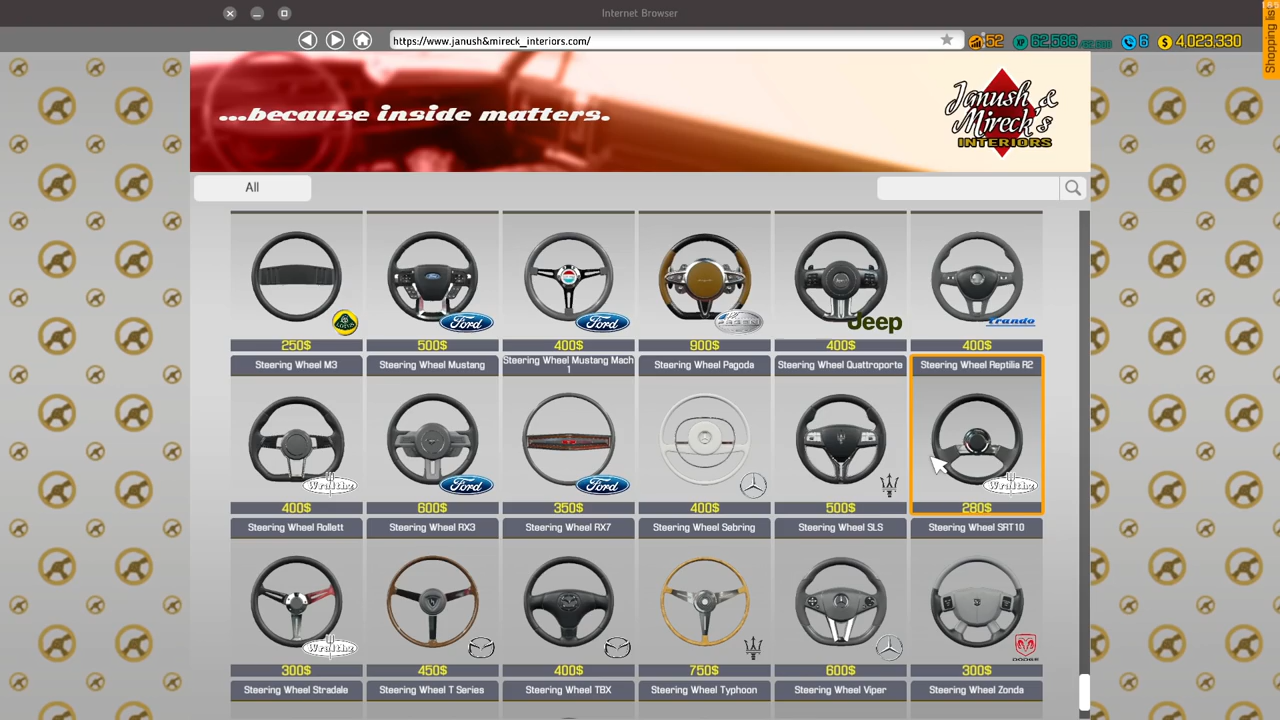 Internet Browser
https://www.janush&mireck_interiors.com/
52
XP 62,586
6
$ 4,023,330
Shopping list
...because inside matters.
Janush &
Mireck's
INTERIORS
All
LOTUS
Ford
Ford
Jeep
Trando
250$
500$
400$
900$
400$
400$
Steering Wheel M3
Steering Wheel Mustang
Steering Wheel Mustang Mach
1
Steering Wheel Pagoda
Steering Wheel Quattroporte
Steering Wheel Reptilia R2
Ford
Ford
400$
600$
350$
400$
500$
280$
Steering Wheel Rollett
Steering Wheel RX3
Steering Wheel RX7
Steering Wheel Sebring
Steering Wheel SLS
Steering Wheel SRT10
DODGE
300$
450$
400$
750$
600$
300$
Steering Wheel Stradale
Steering Wheel T Series
Steering Wheel TBX
Steering Wheel Typhoon
Steering Wheel Viper
Steering Wheel Zonda